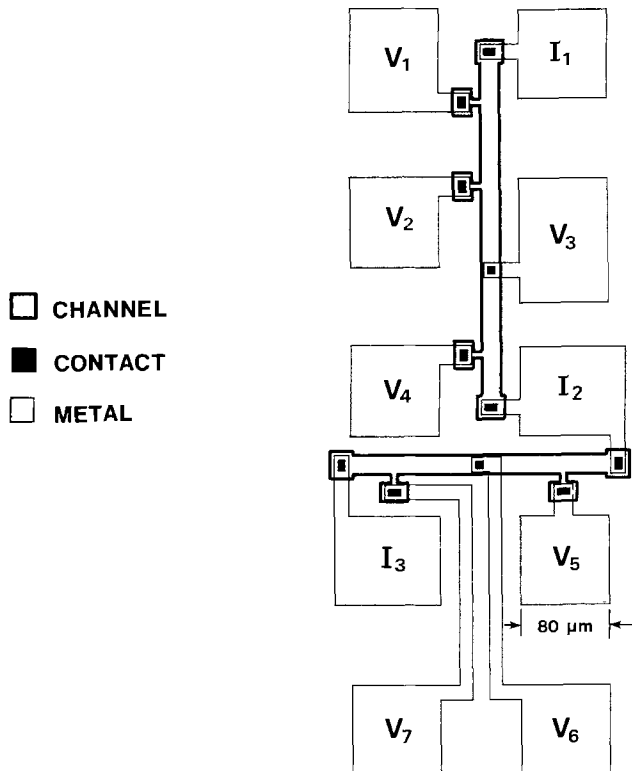 V₁
I₁
V₂
V₃
CHANNEL
CONTACT
METAL
V₄
I₂
I₃
V₅
80 µm
V₇
V₆